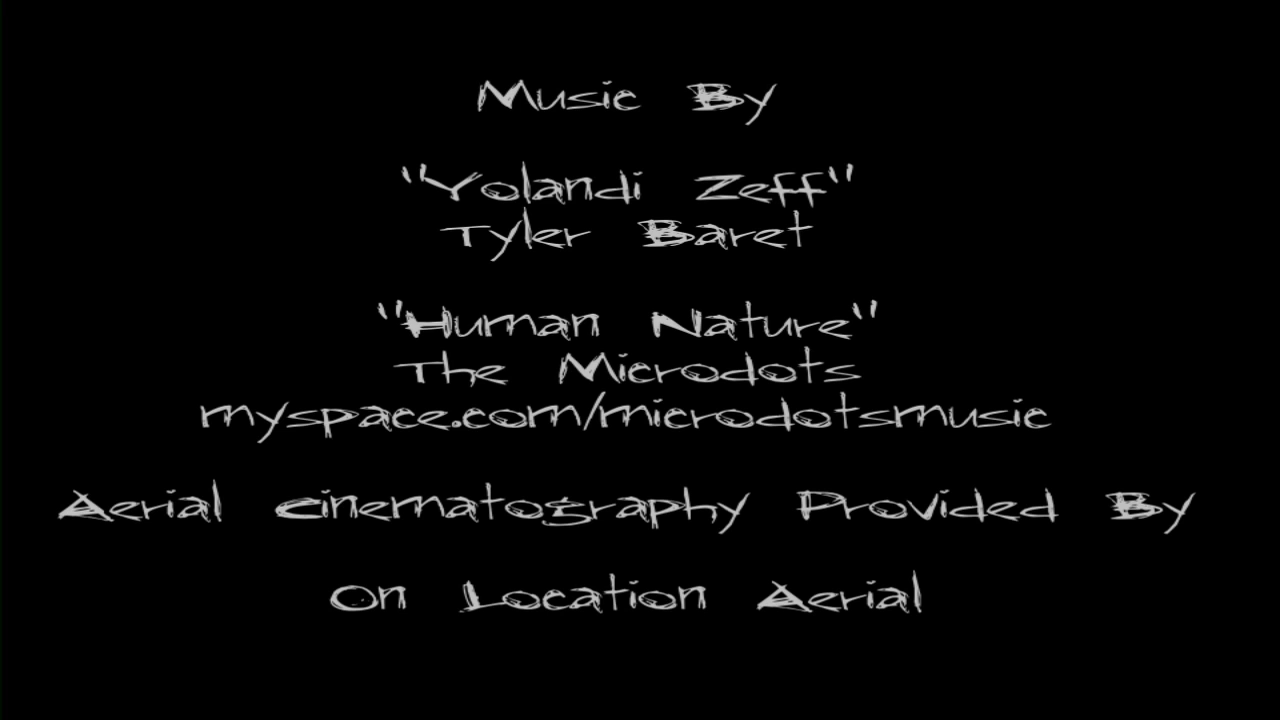 Music By
"Yolandi Zeff"
Tyler Baret
"Human Nature"
The Microdots
myspace.com/microdotsmusic
Aerial Cinematography Provided By
On Location Aerial